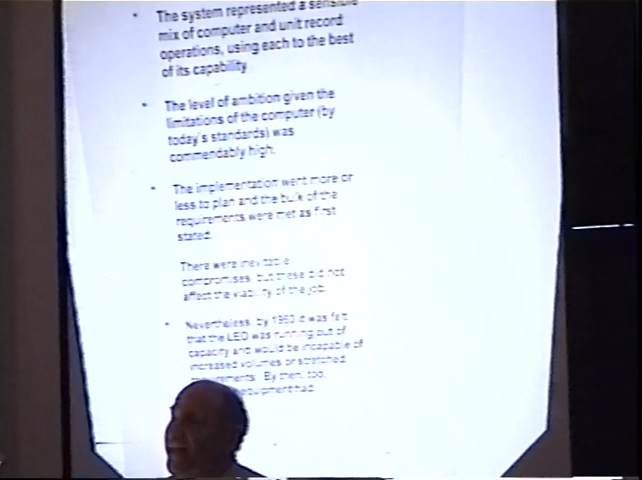 • The system represented a sensible
mix of computer and unit record
operations, using each to the best
of its capability
• The level of ambition given the
limitations of the computer (by
today's standards) was
commendably high.
• The implementation went more or
less to plan and the bulk of the
requirements were met as first
stated.
There were inevitable
compromises, but these did not
affect the viability of the job.
• Nevertheless, by 1960 it was felt
that the LEO was running out of
capacity and would be incapable of
increased volumes or stretched
requirements. By then, too,
equipment had